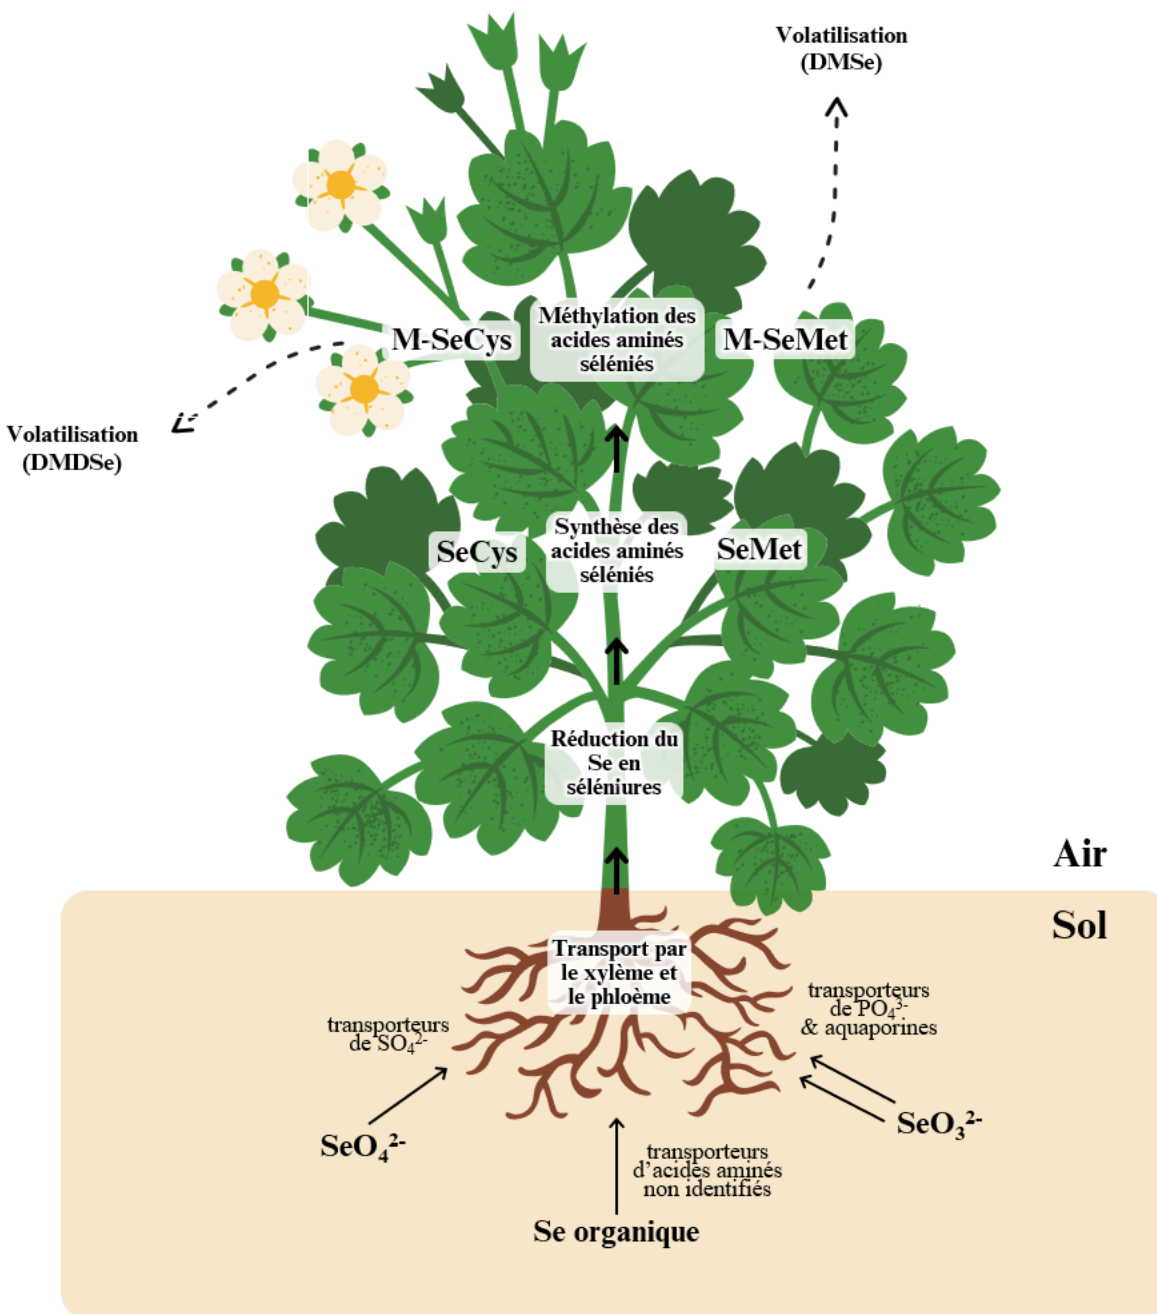 Volatilisation
(DMSe)
M-SeCys
Méthylation des
acides aminés
séléniés
M-SeMet
Volatilisation
(DMDSe)
SeCys
Synthèse des
acides aminés
séléniés
SeMet
Réduction du
Se en
séléniures
Air
Sol
Transport par
le xylème et
le phloème
transporteurs
de SO₄²⁻
transporteurs
de PO₄³⁻
& aquaporines
SeO₄²⁻
SeO₃²⁻
transporteurs
d'acides aminés
non identifiés
Se organique